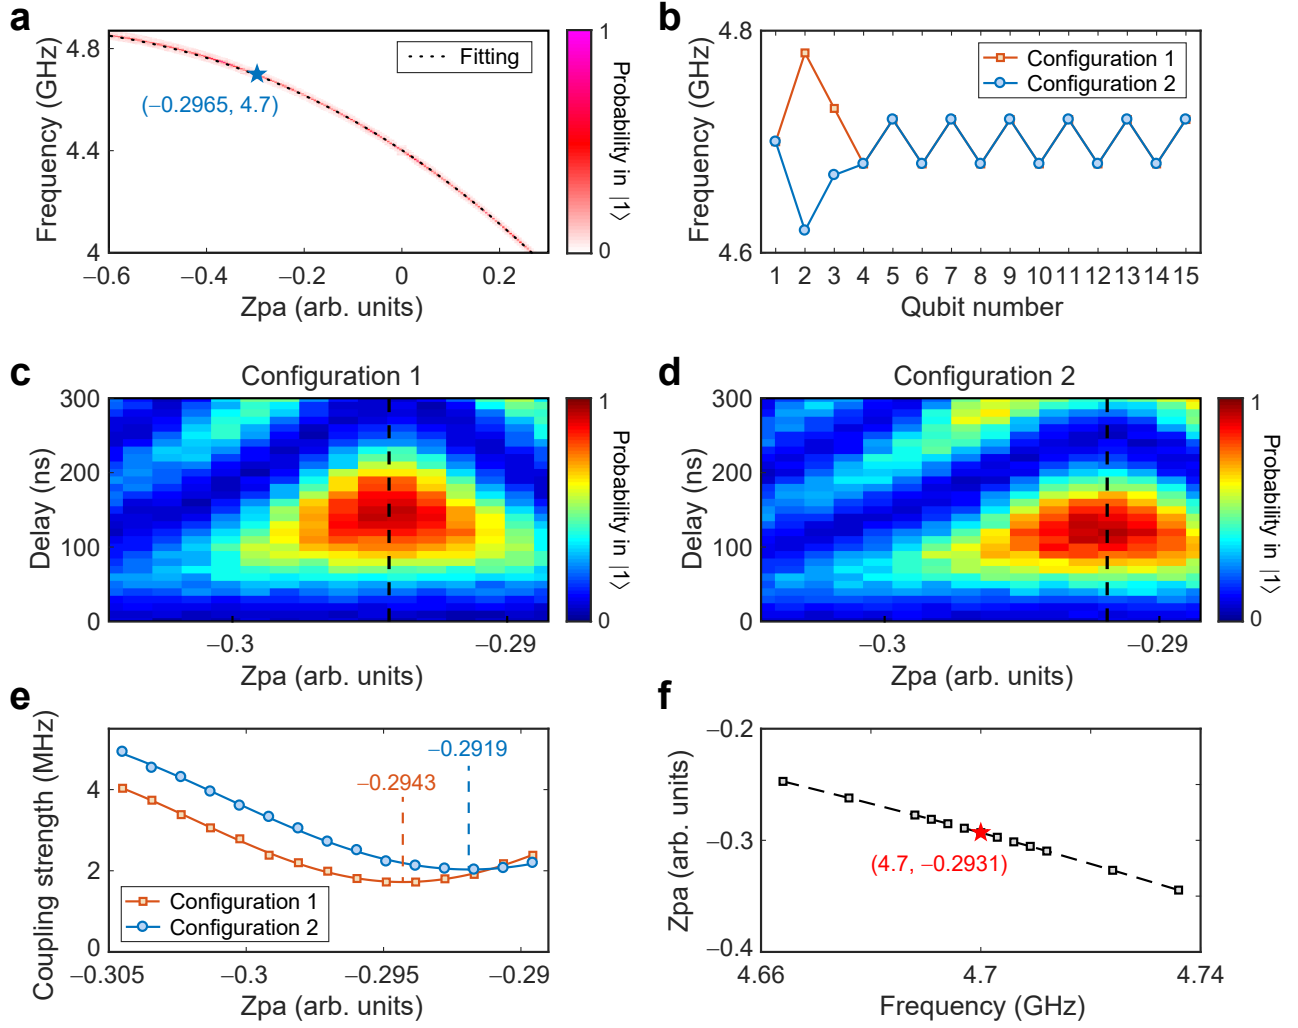 a
Frequency (GHz)
4.8
4.4
4
−0.6
−0.4
−0.2
0
0.2
Zpa (arb. units)
Fitting
(−0.2965, 4.7)
1
0
Probability in |1⟩
b
Frequency (GHz)
4.8
4.6
Configuration 1
Configuration 2
1 2 3 4 5 6 7 8 9 10 11 12 13 14 15
Qubit number
c
Configuration 1
Delay (ns)
300
200
100
0
−0.3
−0.29
Zpa (arb. units)
1
0
Probability in |1⟩
d
Configuration 2
Delay (ns)
300
200
100
0
−0.3
−0.29
Zpa (arb. units)
1
0
Probability in |1⟩
e
Coupling strength (MHz)
4
2
0
−0.2919
−0.2943
Configuration 1
Configuration 2
−0.305
−0.3
−0.295
−0.29
Zpa (arb. units)
f
Zpa (arb. units)
−0.2
−0.3
−0.4
(4.7, −0.2931)
4.66
4.7
4.74
Frequency (GHz)